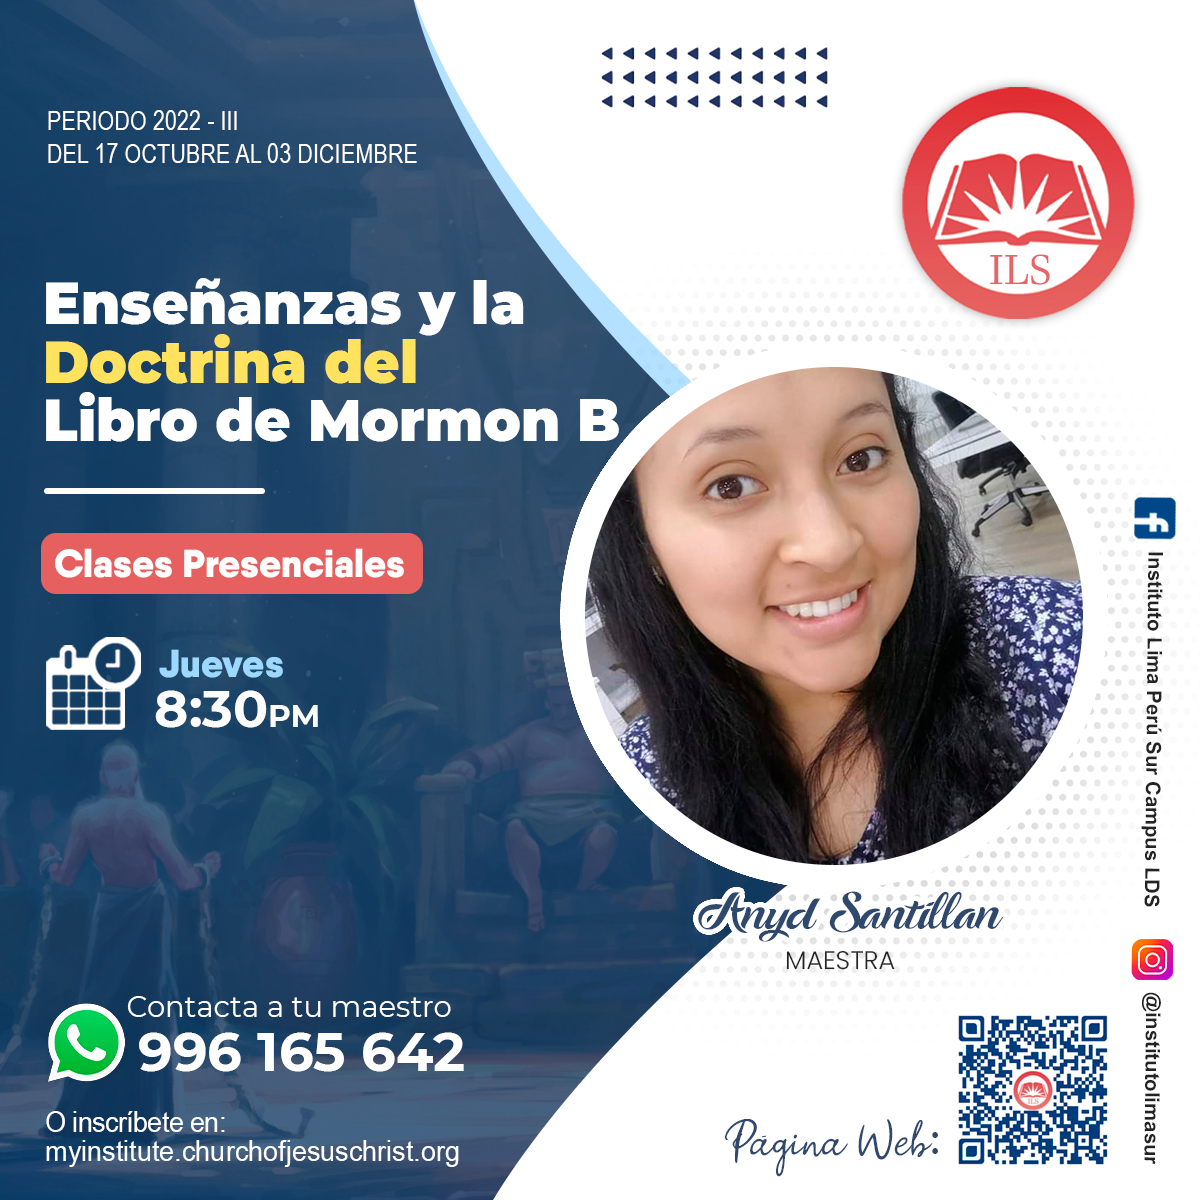 PERIODO 2022 - III
DEL 17 OCTUBRE AL 03 DICIEMBRE
ILS
Enseñanzas y la
Doctrina del
Libro de Mormon B
Clases Presenciales
Jueves
8:30PM
Anyd Santillan
MAESTRA
Contacta a tu maestro
996 165 642
O inscríbete en:
myinstitute.churchofjesuschrist.org
Página Web:
ILS
Instituto Lima Perú Sur Campus LDS
@institutolimasur